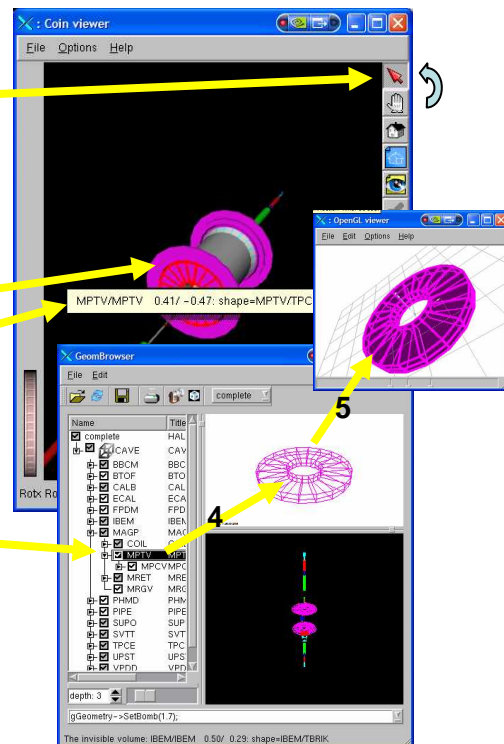 : Coin viewer
File Options Help
MPTV/MPTV 0.41/ -0.47: shape=MPTV/TPC
: OpenGL viewer
File Edit Options Help
GeomBrowser
File Edit
complete
5
Name Title
complete HAL
CAVE CAV
BBCM BBC
BTOF BTO
CALB CAL
ECAL ECA
FPDM FPD
IBEM IBEM
MAGP MAG
COIL
4
MPTV MPT
MPCV MPC
MRET MRE
MRGV MRG
PHMD PHM
PIPE PIPE
SUPO SUP
SVTT SVT
TPCE TPC
UPST UPS
VPDD VPD
Rotx Ro
depth: 3
gGeometry->SetBomb(1.7);
The invisible volume: IBEM/IBEM 0.50/ 0.29: shape=IBEM/TBRIK